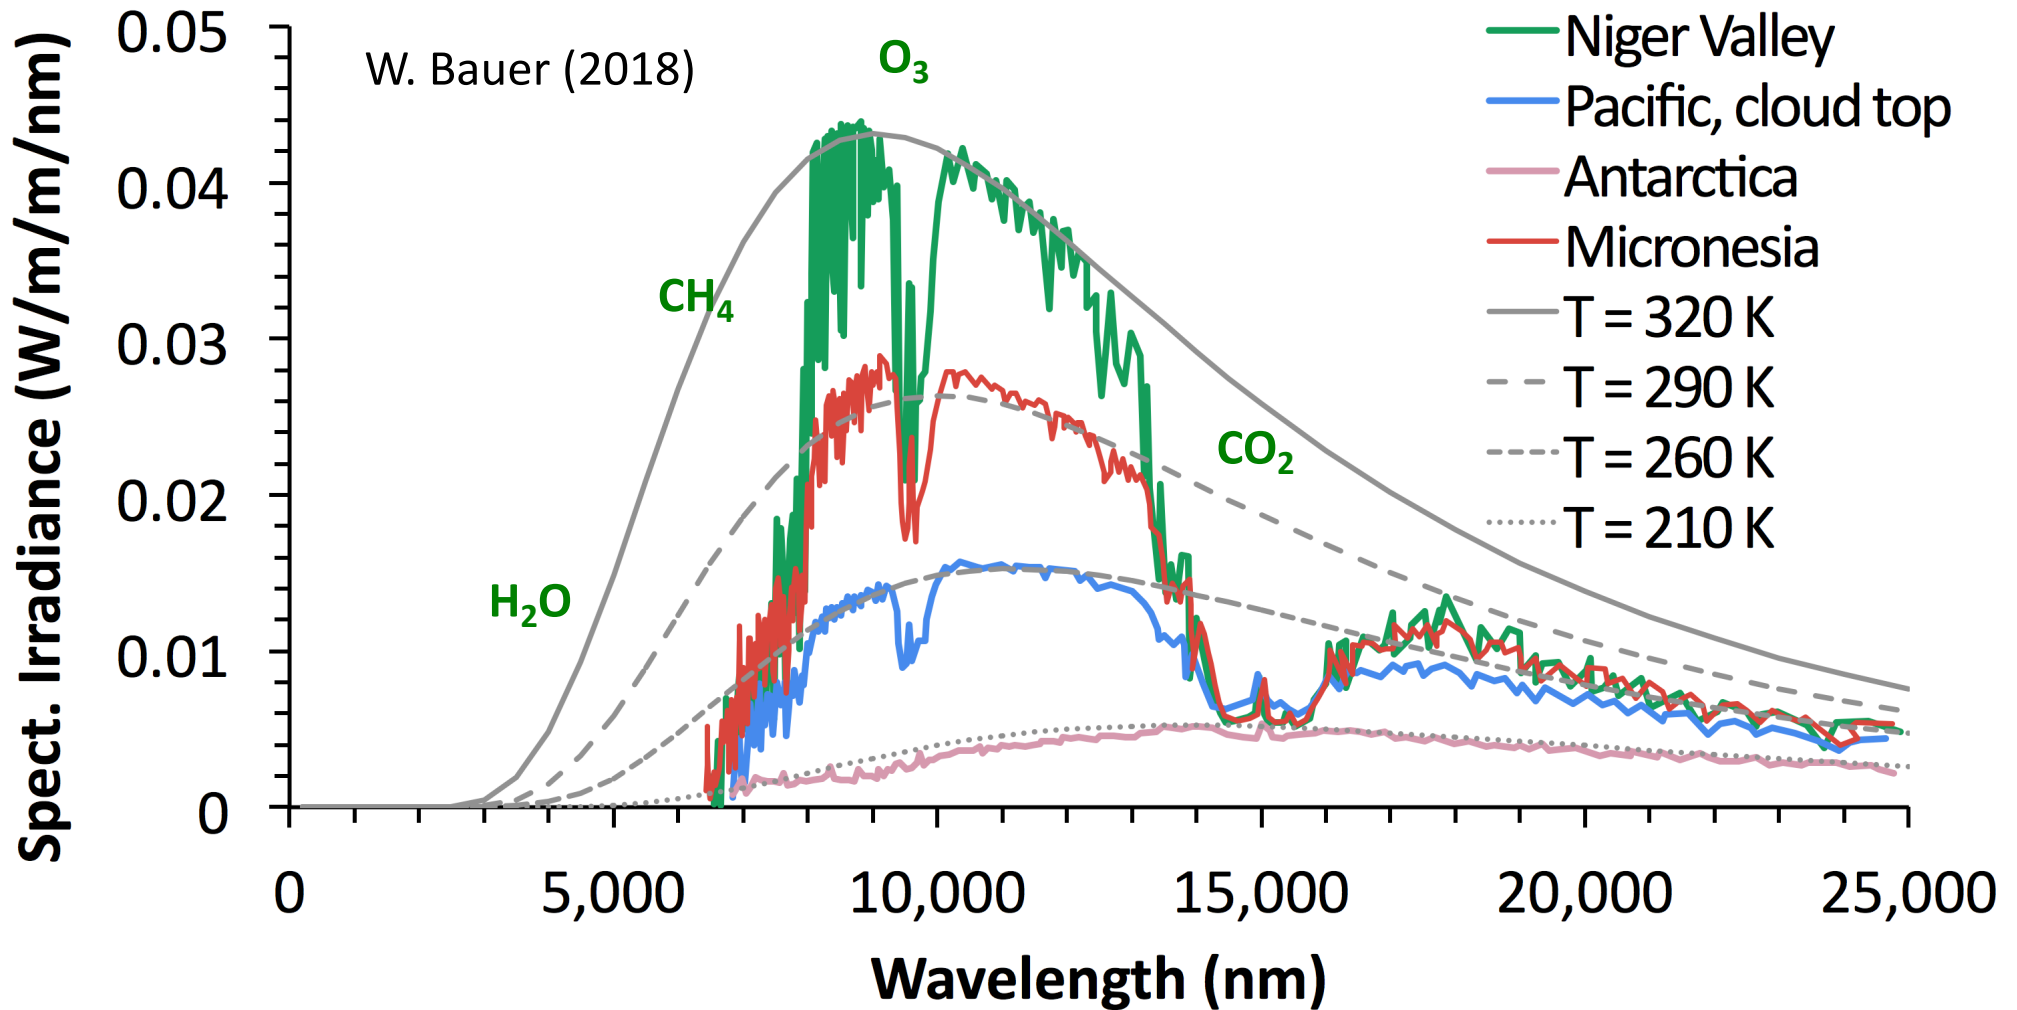 Spect. Irradiance (W/m/m/nm)
0.05
0.04
0.03
0.02
0.01
0
W. Bauer (2018)
O₃
CH₄
H₂O
CO₂
Niger Valley
Pacific, cloud top
Antarctica
Micronesia
T = 320 K
T = 290 K
T = 260 K
T = 210 K
0 5,000 10,000 15,000 20,000 25,000
Wavelength (nm)